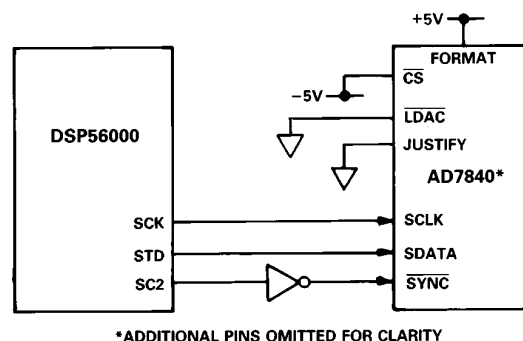 +5V
FORMAT
CS
−5V
LDAC
DSP56000
JUSTIFY
AD7840*
SCK
SCLK
STD
SDATA
SC2
SYNC
*ADDITIONAL PINS OMITTED FOR CLARITY